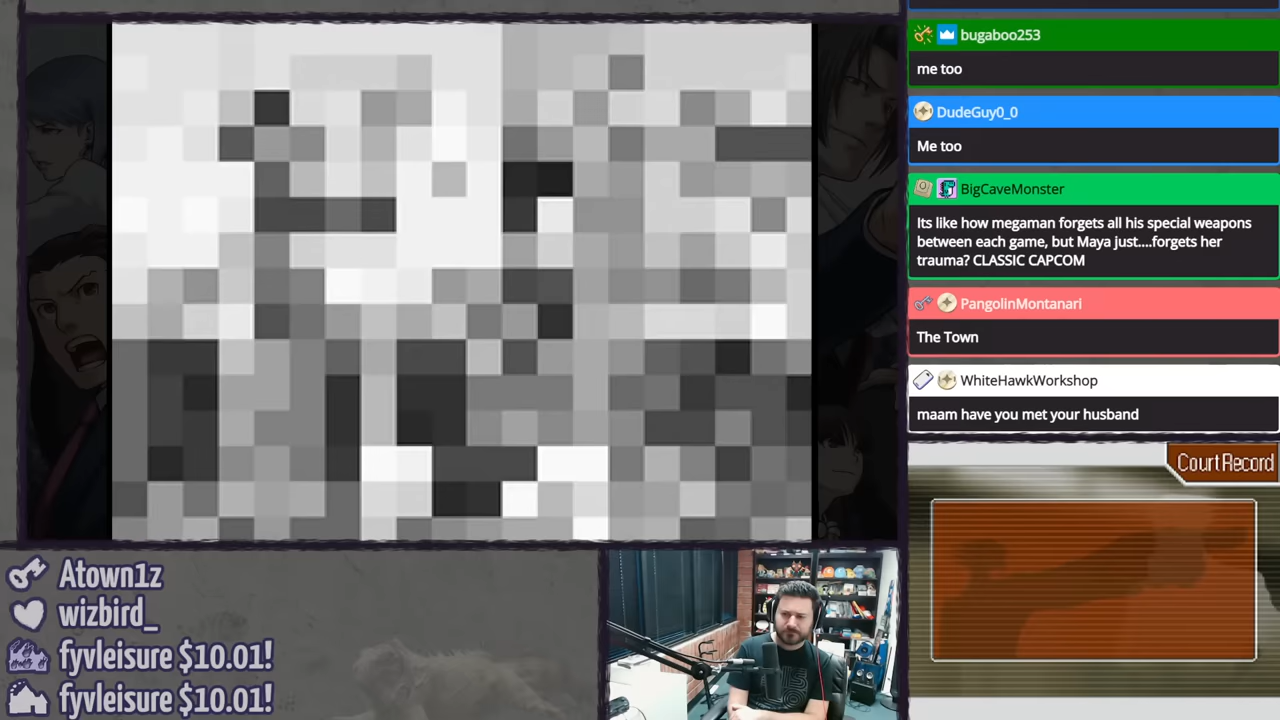 bugaboo253
me too
DudeGuy0_0
Me too
BigCaveMonster
Its like how megaman forgets all his special weapons
between each game, but Maya just....forgets her
trauma? CLASSIC CAPCOM
PangolinMontanari
The Town
WhiteHawkWorkshop
maam have you met your husband
Court Record
Atown1z
wizbird_
fyvleisure $10.01!
fyvleisure $10.01!